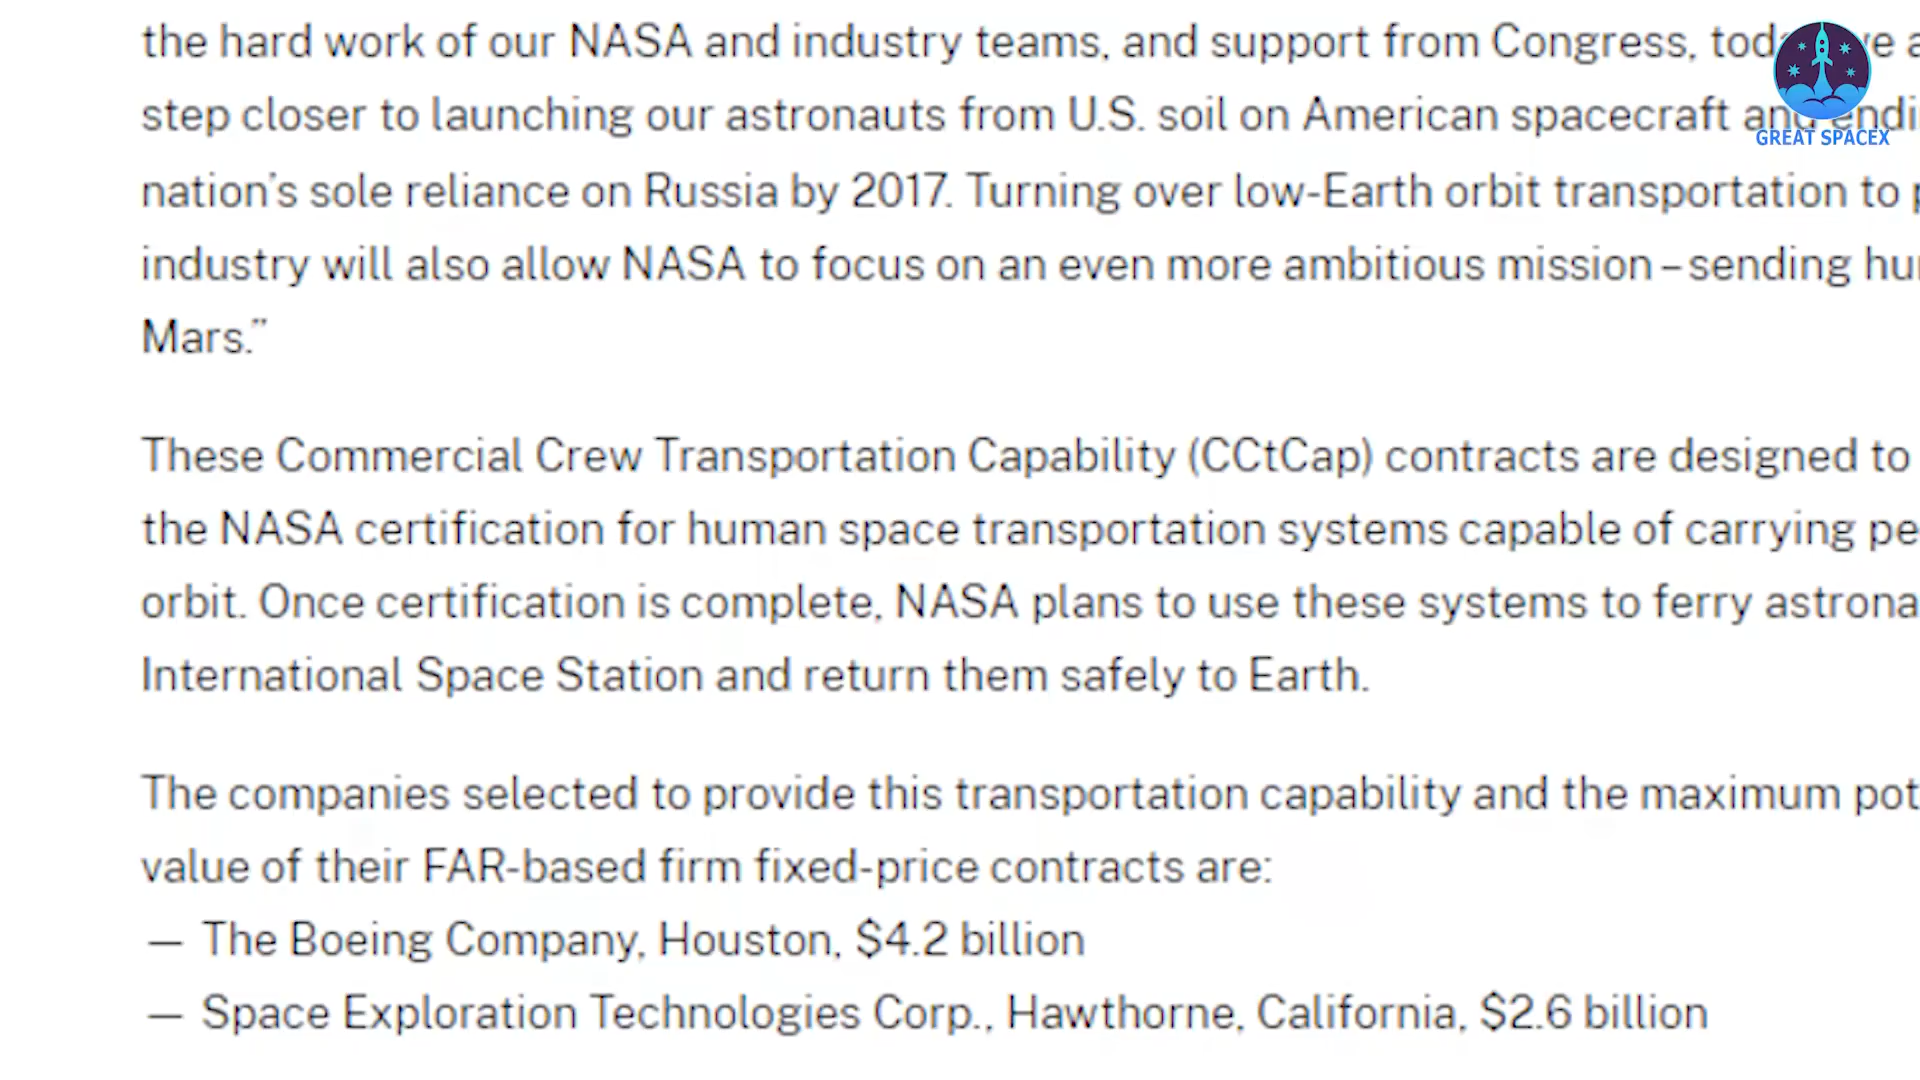 the hard work of our NASA and industry teams, and support from Congress, today we a
step closer to launching our astronauts from U.S. soil on American spacecraft and endi
nation's sole reliance on Russia by 2017. Turning over low-Earth orbit transportation to p
industry will also allow NASA to focus on an even more ambitious mission – sending hu
Mars.”
These Commercial Crew Transportation Capability (CCtCap) contracts are designed to
the NASA certification for human space transportation systems capable of carrying pe
orbit. Once certification is complete, NASA plans to use these systems to ferry astrona
International Space Station and return them safely to Earth.
The companies selected to provide this transportation capability and the maximum pot
value of their FAR-based firm fixed-price contracts are:
— The Boeing Company, Houston, $4.2 billion
— Space Exploration Technologies Corp., Hawthorne, California, $2.6 billion
GREAT SPACEX